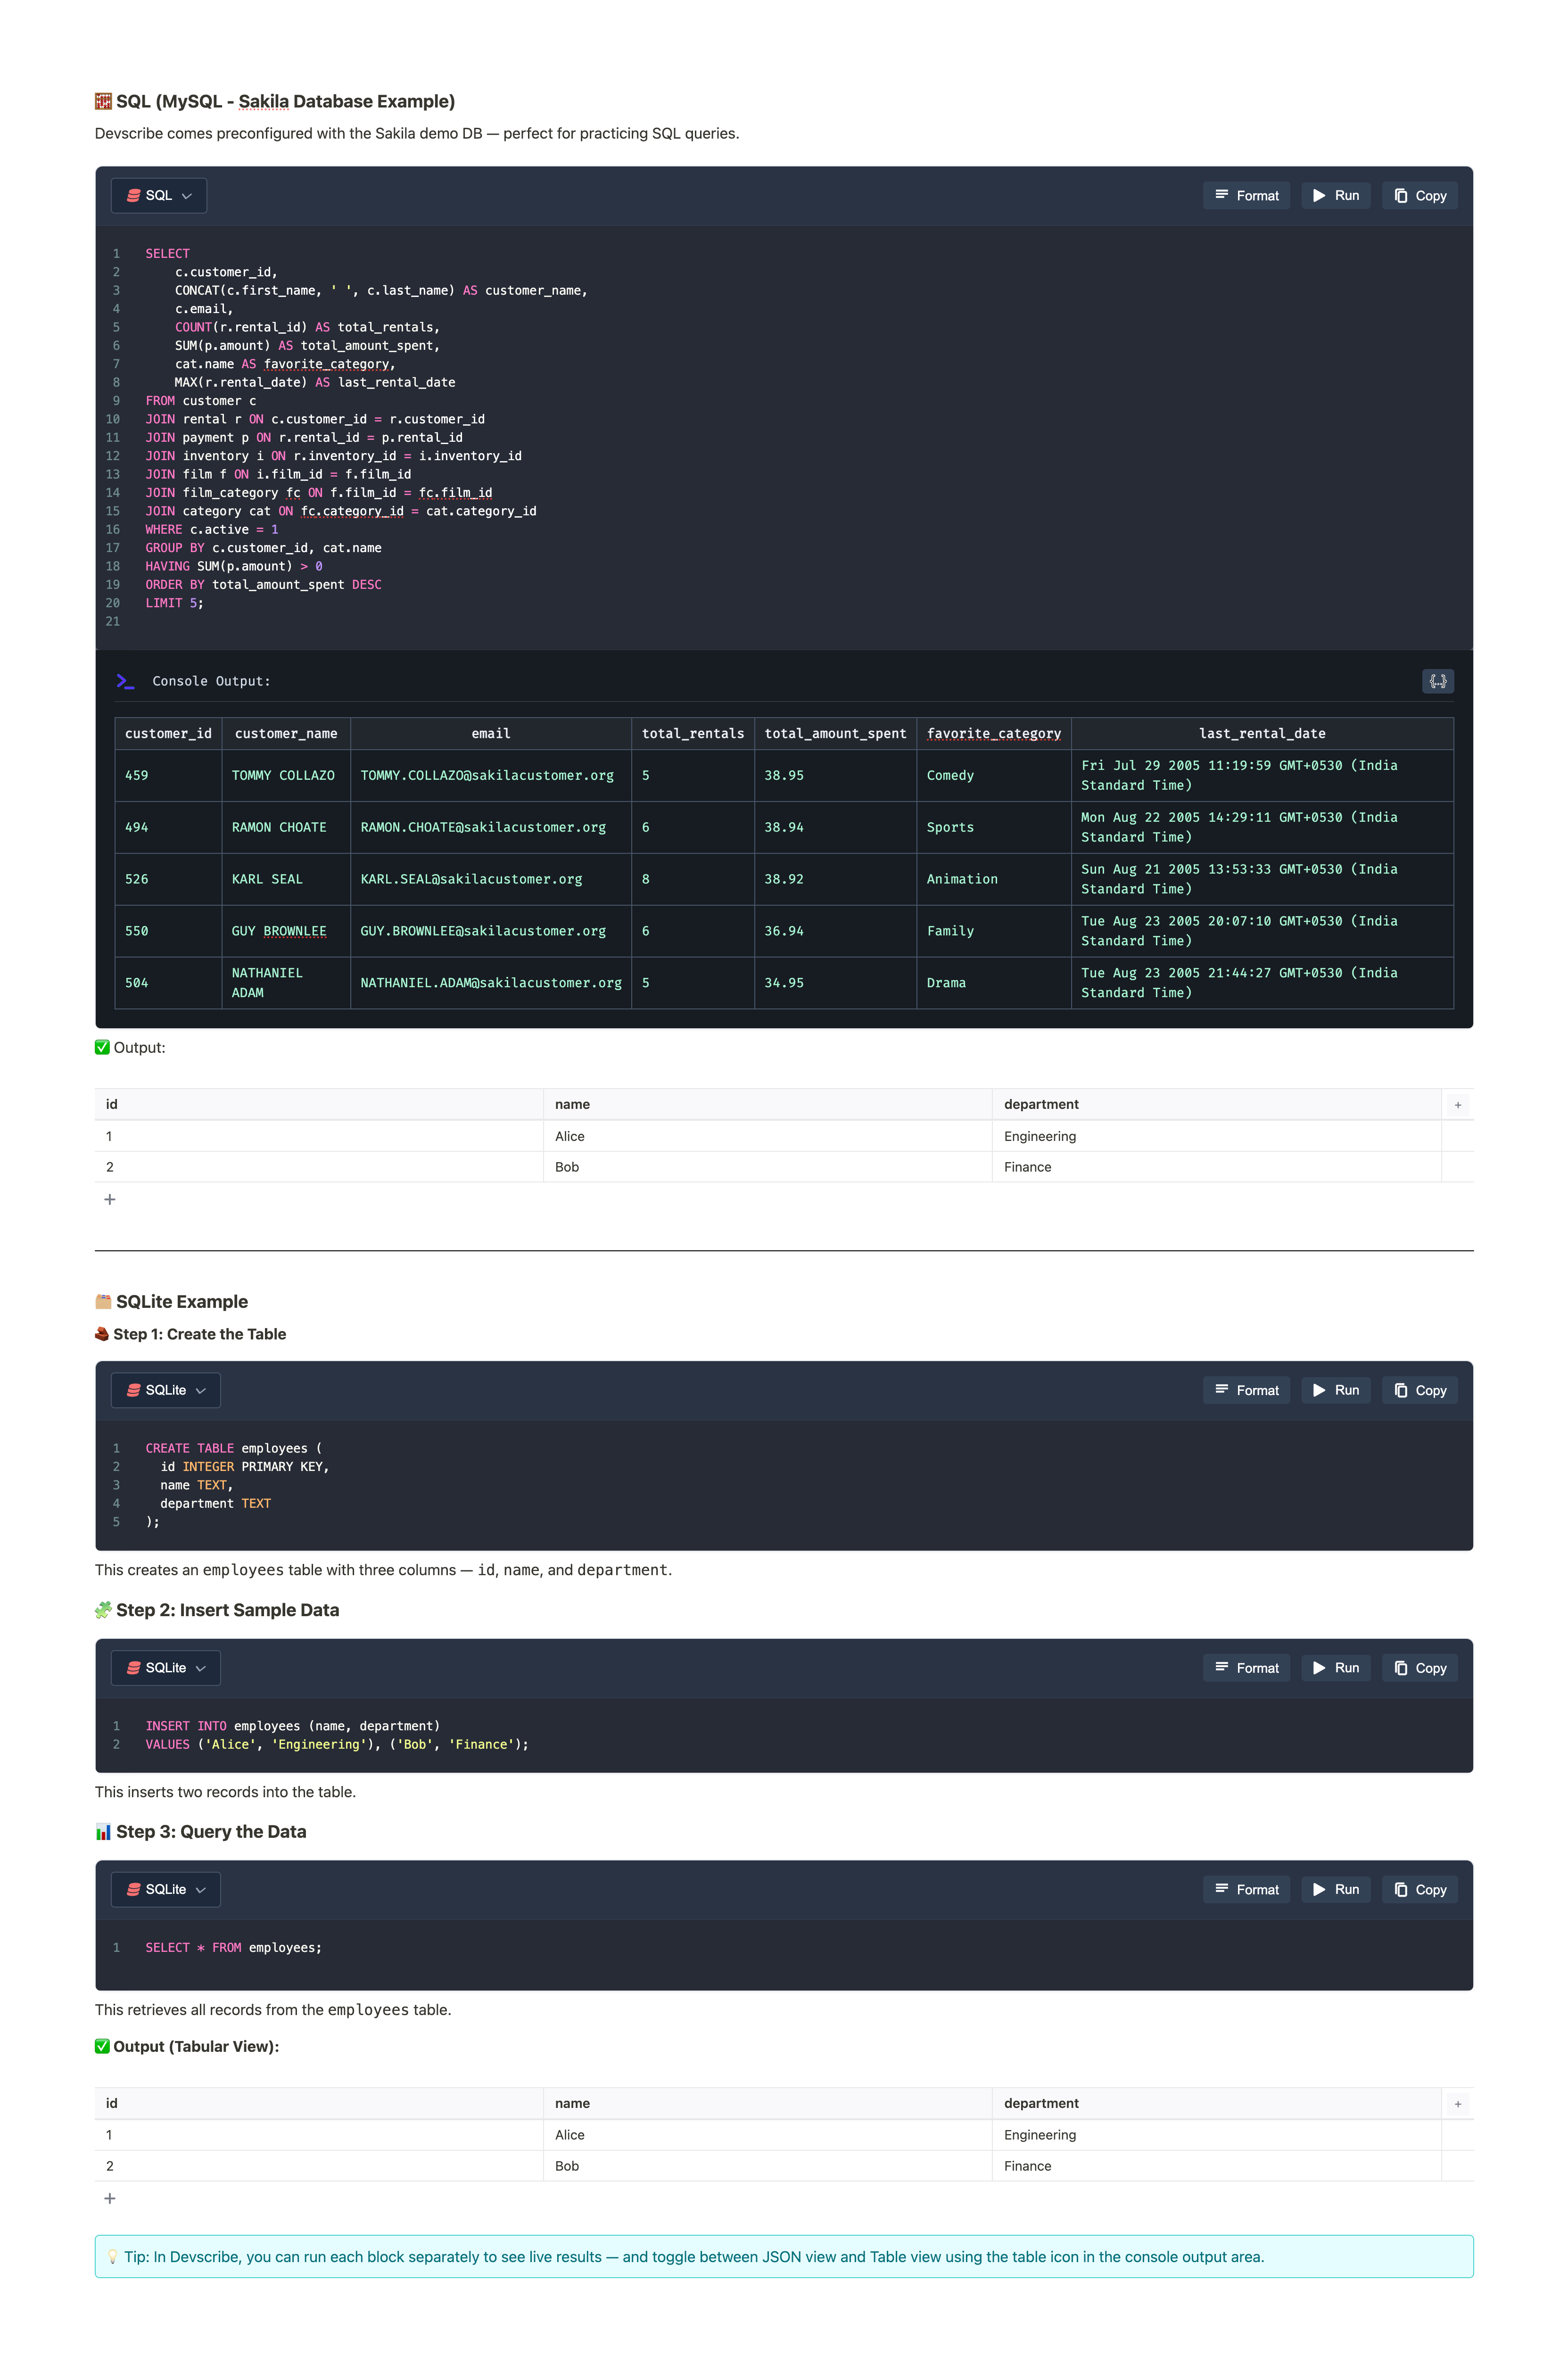 🧮 SQL (MySQL - Sakila Database Example)
Devscribe comes preconfigured with the Sakila demo DB — perfect for practicing SQL queries.
SQL
Format Run Copy
1 SELECT
2     c.customer_id,
3     CONCAT(c.first_name, ' ', c.last_name) AS customer_name,
4     c.email,
5     COUNT(r.rental_id) AS total_rentals,
6     SUM(p.amount) AS total_amount_spent,
7     cat.name AS favorite_category,
8     MAX(r.rental_date) AS last_rental_date
9 FROM customer c
10 JOIN rental r ON c.customer_id = r.customer_id
11 JOIN payment p ON r.rental_id = p.rental_id
12 JOIN inventory i ON r.inventory_id = i.inventory_id
13 JOIN film f ON i.film_id = f.film_id
14 JOIN film_category fc ON f.film_id = fc.film_id
15 JOIN category cat ON fc.category_id = cat.category_id
16 WHERE c.active = 1
17 GROUP BY c.customer_id, cat.name
18 HAVING SUM(p.amount) > 0
19 ORDER BY total_amount_spent DESC
20 LIMIT 5;
21
Console Output:
{...}
customer_id customer_name email total_rentals total_amount_spent favorite_category last_rental_date
459 TOMMY COLLAZO TOMMY.COLLAZO@sakilacustomer.org 5 38.95 Comedy Fri Jul 29 2005 11:19:59 GMT+0530 (India
Standard Time)
494 RAMON CHOATE RAMON.CHOATE@sakilacustomer.org 6 38.94 Sports Mon Aug 22 2005 14:29:11 GMT+0530 (India
Standard Time)
526 KARL SEAL KARL.SEAL@sakilacustomer.org 8 38.92 Animation Sun Aug 21 2005 13:53:33 GMT+0530 (India
Standard Time)
550 GUY BROWNLEE GUY.BROWNLEE@sakilacustomer.org 6 36.94 Family Tue Aug 23 2005 20:07:10 GMT+0530 (India
Standard Time)
504 NATHANIEL
ADAM NATHANIEL.ADAM@sakilacustomer.org 5 34.95 Drama Tue Aug 23 2005 21:44:27 GMT+0530 (India
Standard Time)
✅ Output:
id name department +
1 Alice Engineering
2 Bob Finance
+
🗂️ SQLite Example
🧱 Step 1: Create the Table
SQLite
Format Run Copy
1 CREATE TABLE employees (
2   id INTEGER PRIMARY KEY,
3   name TEXT,
4   department TEXT
5 );
This creates an employees table with three columns — id, name, and department.
🧩 Step 2: Insert Sample Data
SQLite
Format Run Copy
1 INSERT INTO employees (name, department)
2 VALUES ('Alice', 'Engineering'), ('Bob', 'Finance');
This inserts two records into the table.
📊 Step 3: Query the Data
SQLite
Format Run Copy
1 SELECT * FROM employees;
This retrieves all records from the employees table.
✅ Output (Tabular View):
id name department +
1 Alice Engineering
2 Bob Finance
+
💡 Tip: In Devscribe, you can run each block separately to see live results — and toggle between JSON view and Table view using the table icon in the console output area.